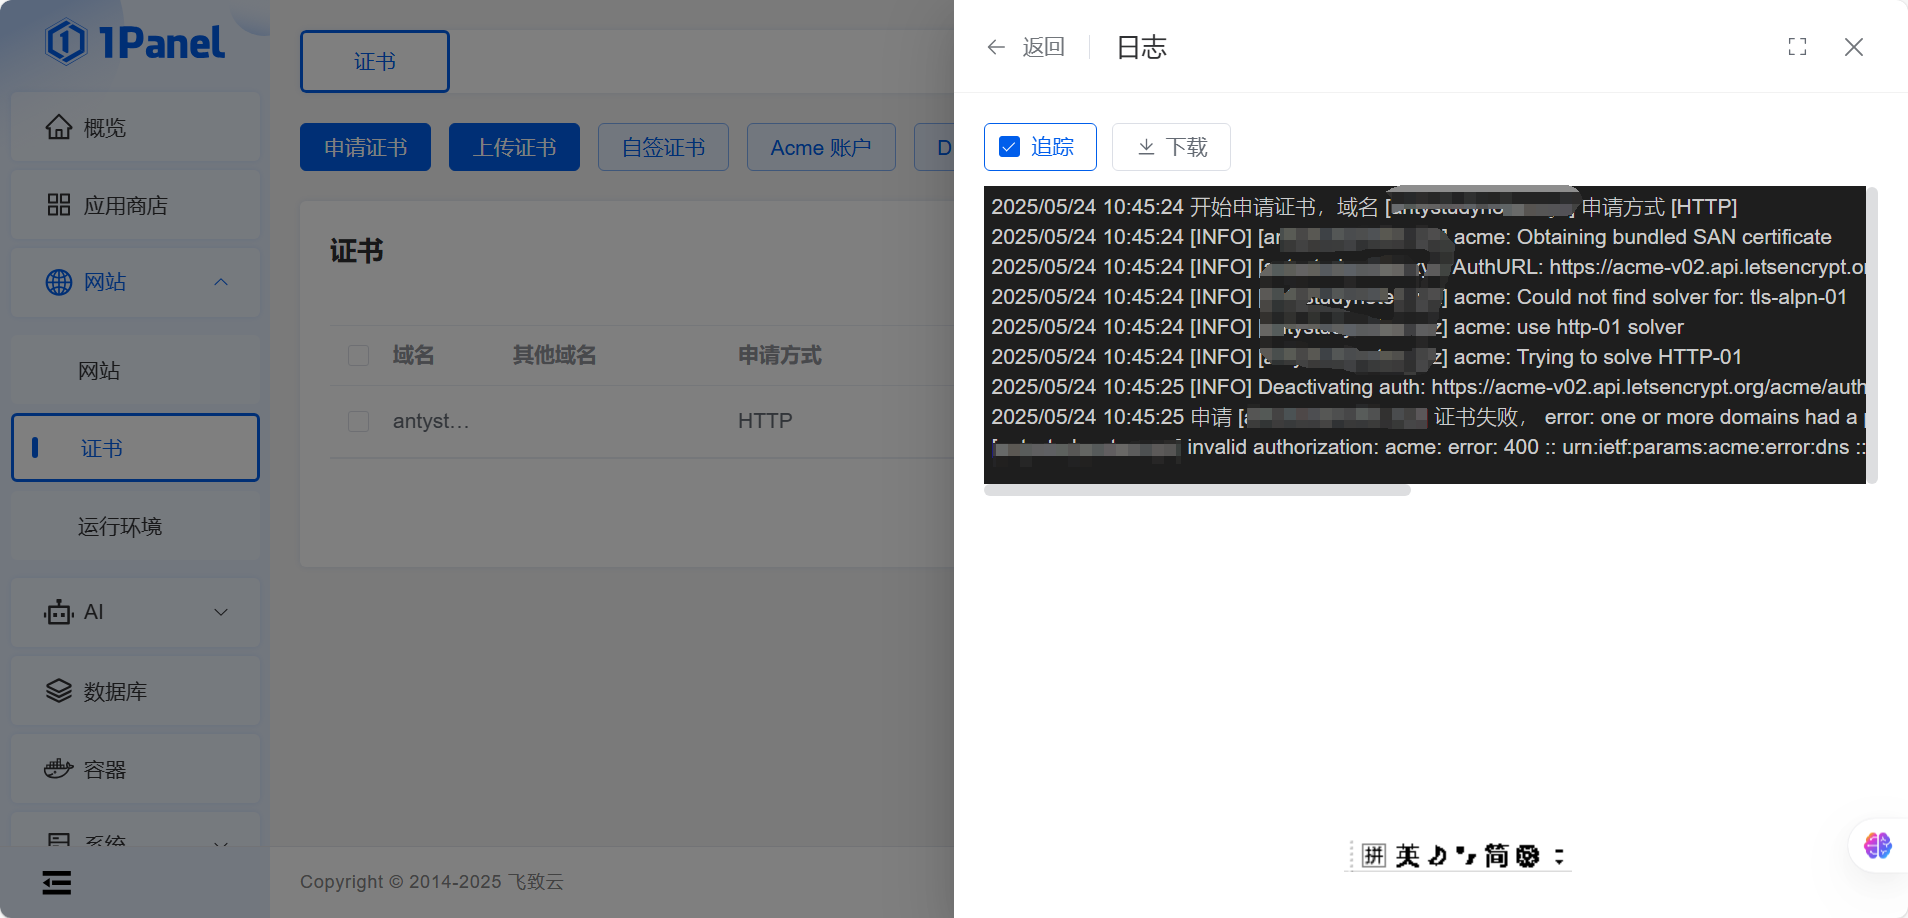 1Panel
概览
应用商店
网站
网站
证书
运行环境
AI
数据库
容器
系统
证书
申请证书 上传证书 自签证书 Acme 账户 D
证书
域名 其他域名 申请方式
antyst... HTTP
Copyright © 2014-2025 飞致云
返回 日志
追踪 下载
2025/05/24 10:45:24 开始申请证书，域名 [ ] 申请方式 [HTTP]
2025/05/24 10:45:24 [INFO] [ar ] acme: Obtaining bundled SAN certificate
2025/05/24 10:45:24 [INFO] [ AuthURL: https://acme-v02.api.letsencrypt.or
2025/05/24 10:45:24 [INFO] [ ] acme: Could not find solver for: tls-alpn-01
2025/05/24 10:45:24 [INFO] [ z] acme: use http-01 solver
2025/05/24 10:45:24 [INFO] [ z] acme: Trying to solve HTTP-01
2025/05/24 10:45:25 [INFO] Deactivating auth: https://acme-v02.api.letsencrypt.org/acme/auth
2025/05/24 10:45:25 申请 [ 证书失败， error: one or more domains had a
[ ] invalid authorization: acme: error: 400 :: urn:ietf:params:acme:error:dns ::
拼 英 简